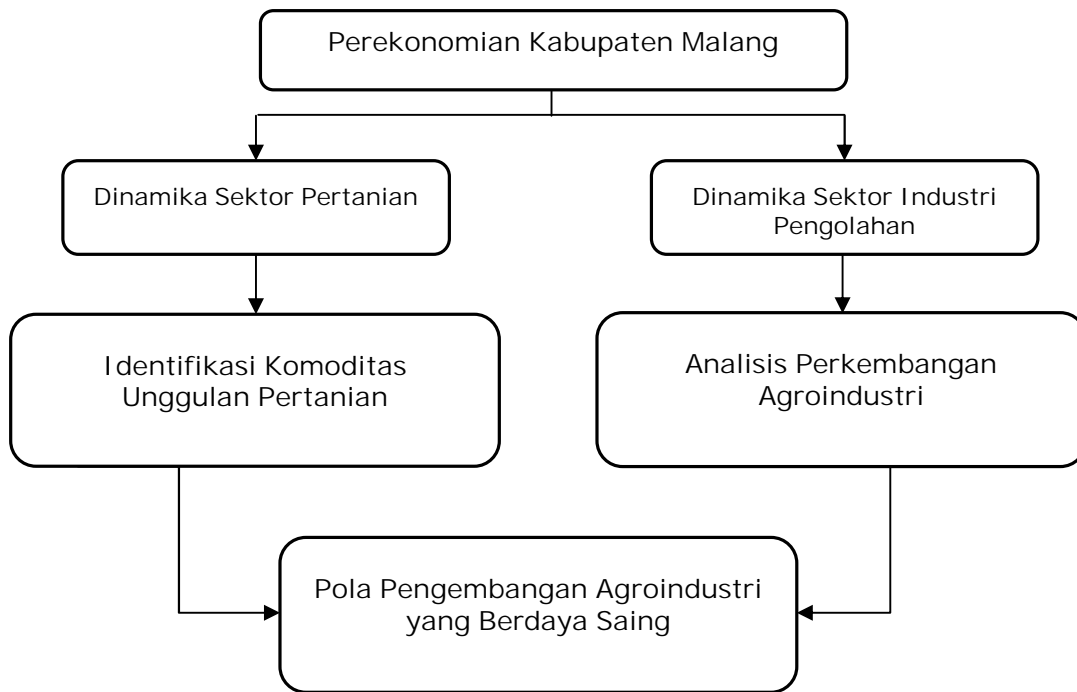 Perekonomian Kabupaten Malang
Dinamika Sektor Pertanian
Dinamika Sektor Industri
Pengolahan
Identifikasi Komoditas
Unggulan Pertanian
Analisis Perkembangan
Agroindustri
Pola Pengembangan Agroindustri
yang Berdaya Saing